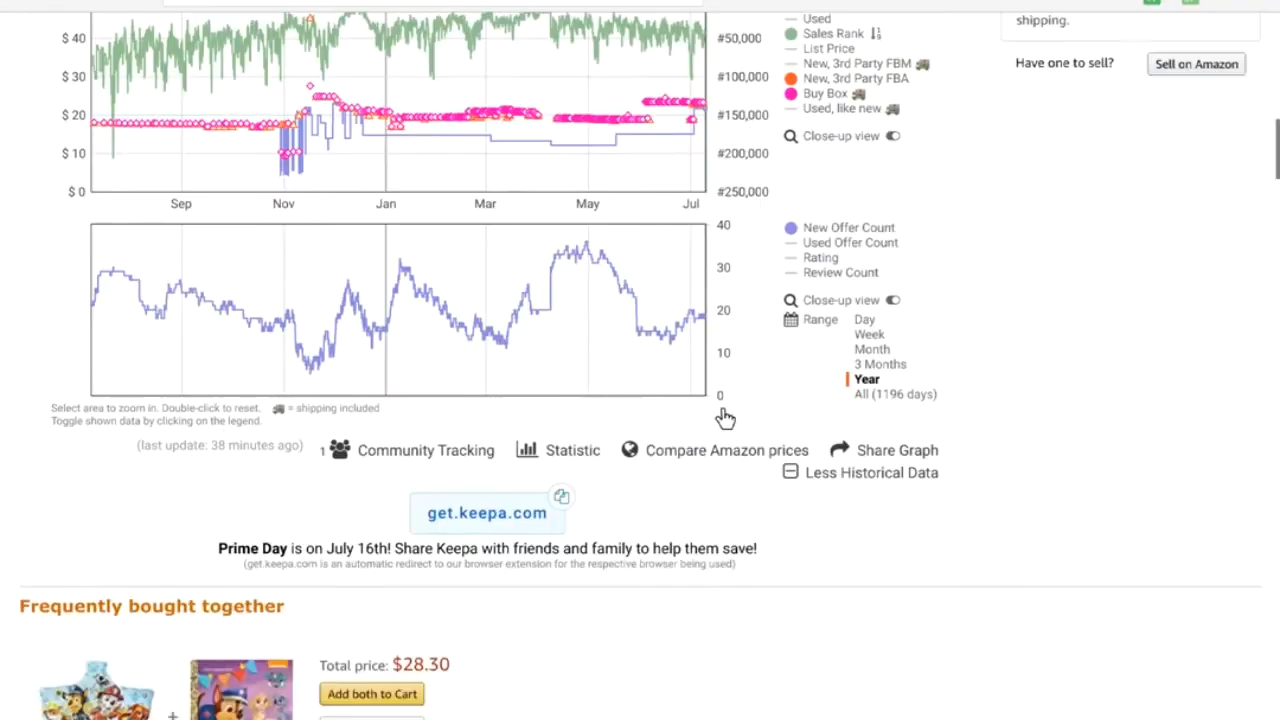 Used
shipping.
$ 40
#50,000
Sales Rank
List Price
Have one to sell?
Sell on Amazon
New, 3rd Party FBM
$ 30
#100,000
New, 3rd Party FBA
Buy Box
Used, like new
$ 20
#150,000
Close-up view
$ 10
#200,000
$ 0
#250,000
Sep
Nov
Jan
Mar
May
Jul
40
New Offer Count
Used Offer Count
Rating
Review Count
30
Close-up view
20
Range
Day
Week
Month
3 Months
Year
All (1196 days)
10
0
Select area to zoom in. Double-click to reset.
= shipping included
Toggle shown data by clicking on the legend.
(last update: 38 minutes ago)
1 Community Tracking
Statistic
Compare Amazon prices
Share Graph
Less Historical Data
get.keepa.com
Prime Day is on July 16th! Share Keepa with friends and family to help them save!
(get.keepa.com is an automatic redirect to our browser extension for the respective browser being used)
Frequently bought together
Total price: $28.30
+
Add both to Cart